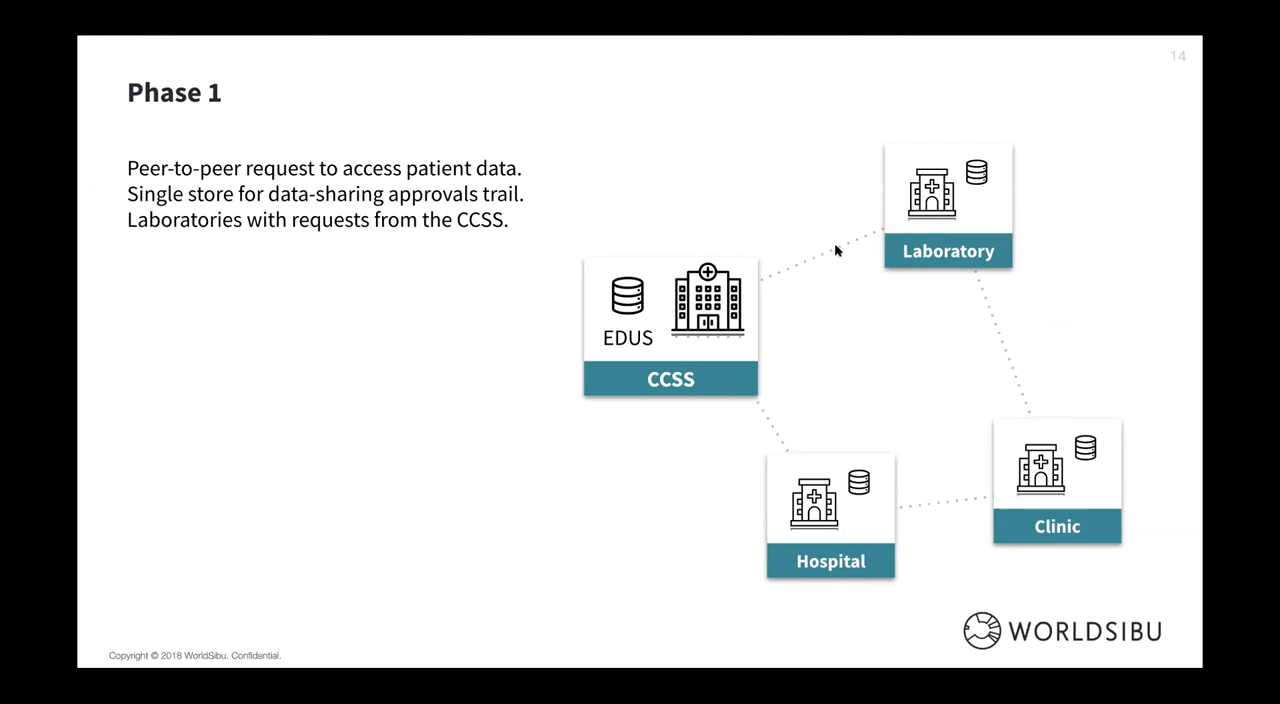 14
Phase 1
Peer-to-peer request to access patient data.
Single store for data-sharing approvals trail.
Laboratories with requests from the CCSS.
Laboratory
EDUS
CCSS
Clinic
Hospital
WORLDSIBU
Copyright © 2018 WorldSibu. Confidential.